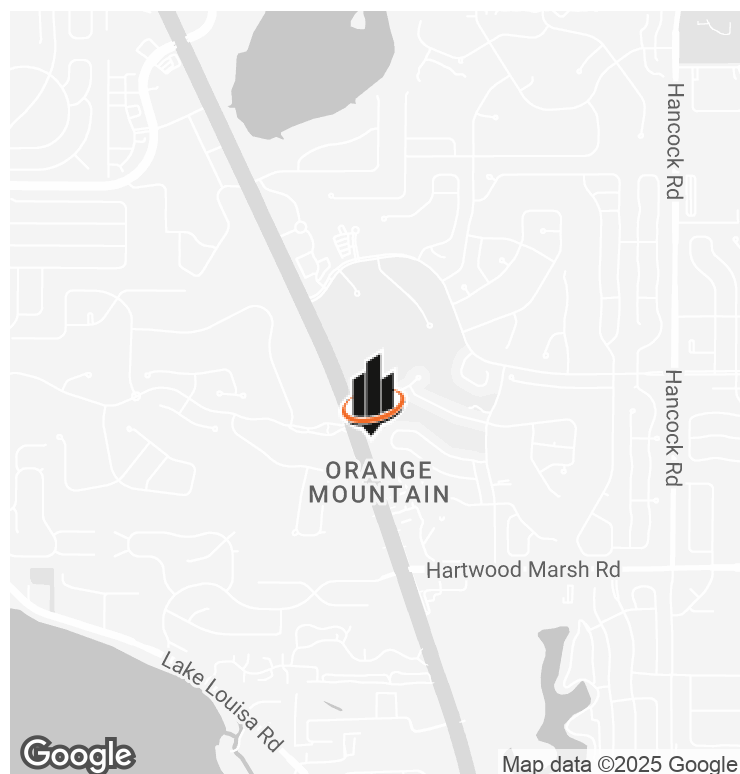 Hancock Rd
Hancock Rd
ORANGE
MOUNTAIN
Hartwood Marsh Rd
Lake Louisa Rd
Google
Map data ©2025 Google